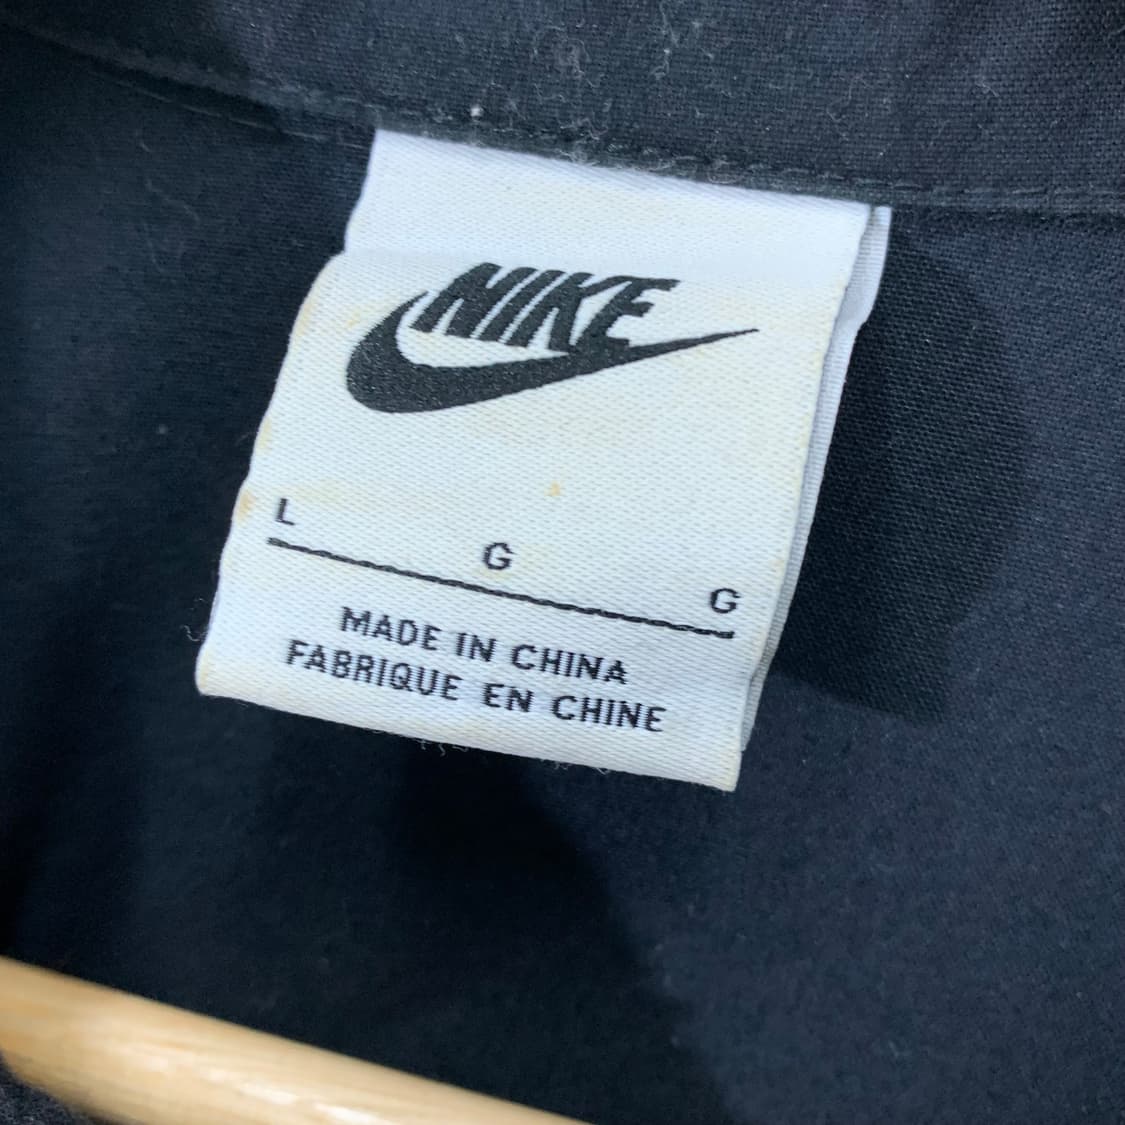 NIKE
L G G
MADE IN CHINA
FABRIQUE EN CHINE